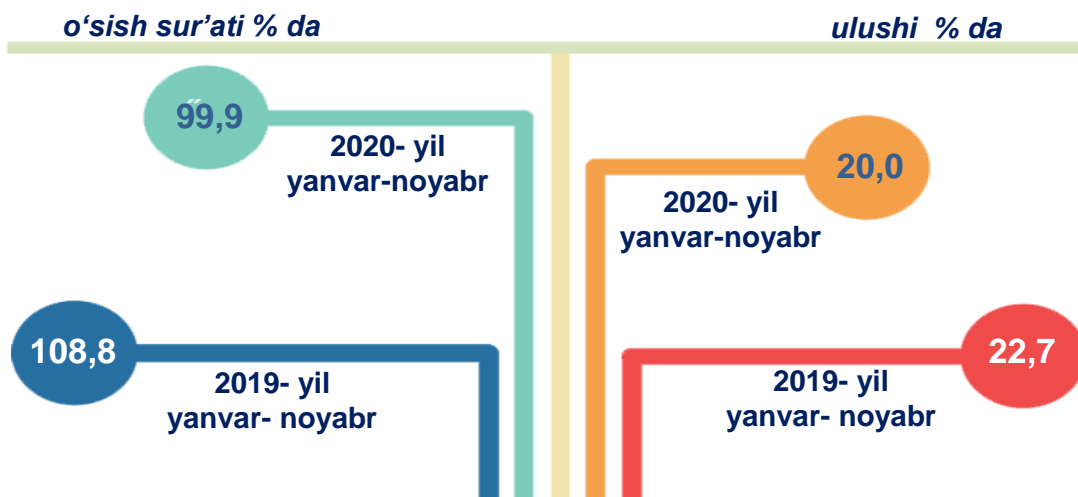 o‘sish sur’ati % da
ulushi % da
99,9
2020- yil
yanvar-noyabr
20,0
2020- yil
yanvar-noyabr
108,8
2019- yil
yanvar- noyabr
22,7
2019- yil
yanvar- noyabr